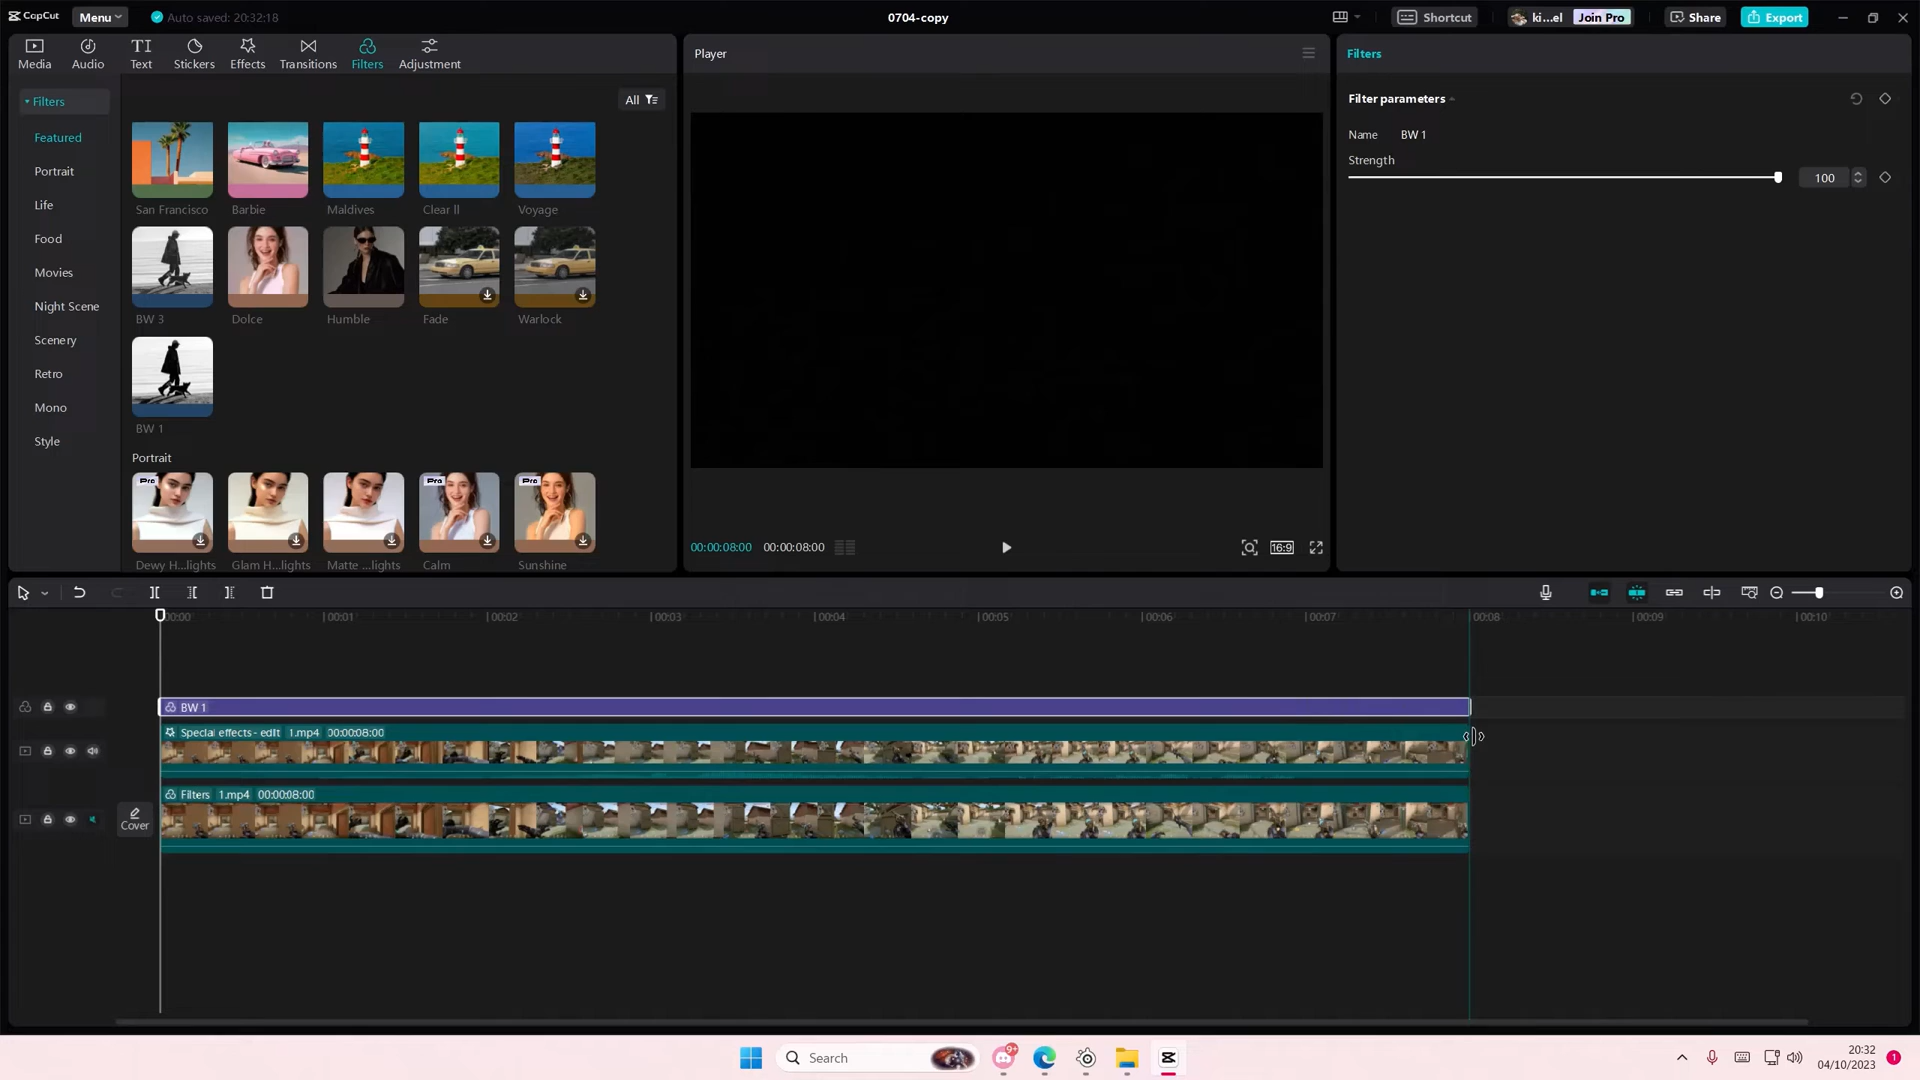 CapCut
Menu
Auto saved: 20:32:18
0704-copy
Shortcut
ki...el
Join Pro
Share
Export
Media
Audio
Text
Stickers
Effects
Transitions
Filters
Adjustment
Filters
Featured
Portrait
Life
Food
Movies
Night Scene
Scenery
Retro
Mono
Style
All
San Francisco
Barbie
Maldives
Clear ll
Voyage
BW 3
Dolce
Humble
Fade
Warlock
BW 1
Portrait
Pro
Pro
Pro
Dewy H...lights
Glam H...lights
Matte ...lights
Calm
Sunshine
Player
00:00:08:00
00:00:08:00
16:9
Filters
Filter parameters
Name BW 1
Strength
100
00:00
00:01
00:02
00:03
00:04
00:05
00:06
00:07
00:08
00:09
00:10
BW 1
Special effects - edit 1.mp4 00:00:08:00
Filters 1.mp4 00:00:08:00
Cover
Search
9+
20:32
04/10/2023
1